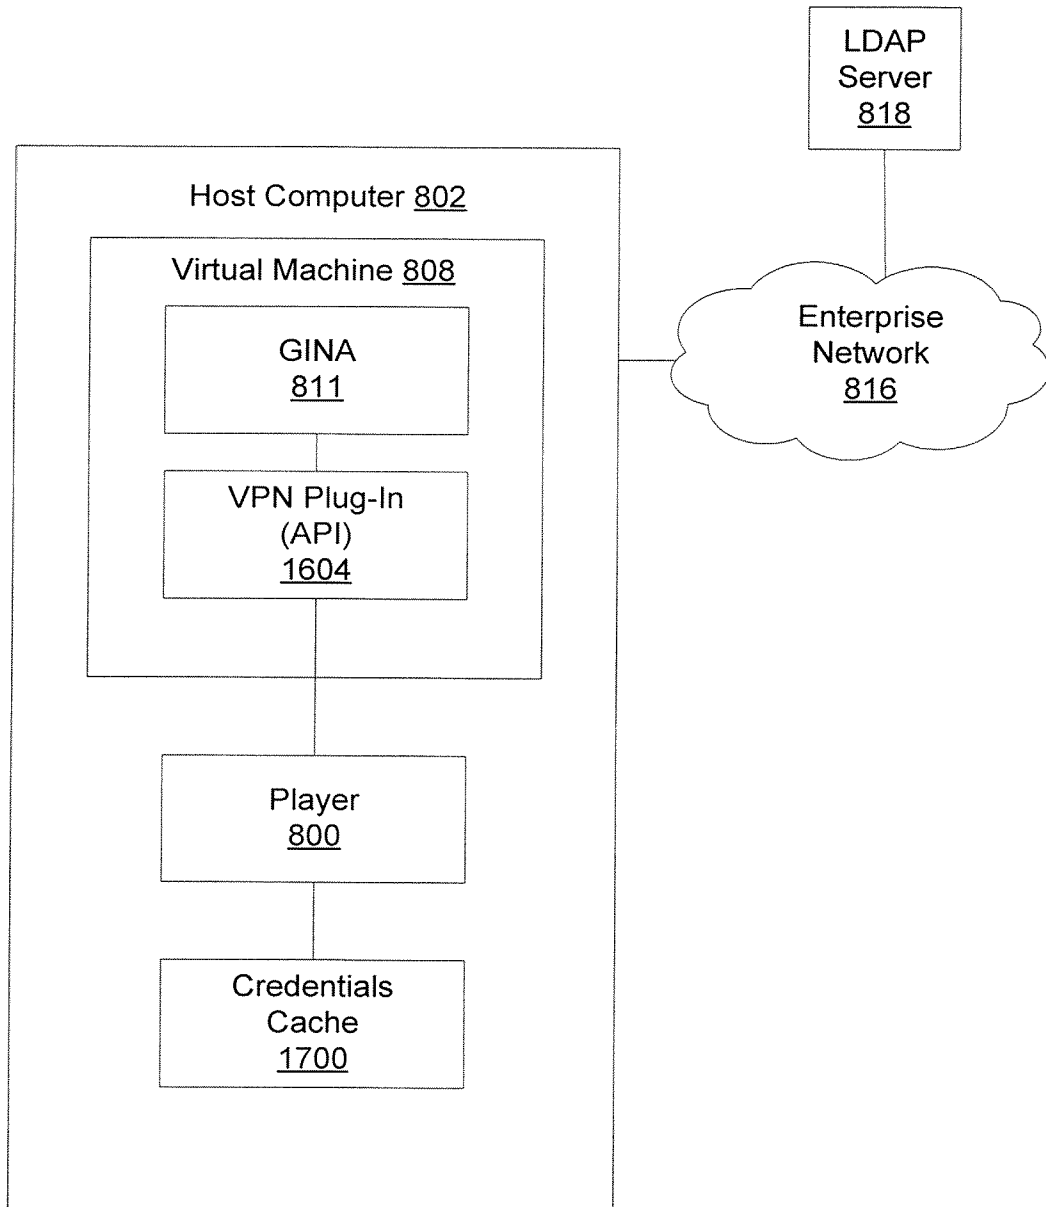 LDAP
Server
818
Host Computer 802
Virtual Machine 808
GINA
811
VPN Plug-In
(API)
1604
Enterprise
Network
816
Player
800
Credentials
Cache
1700